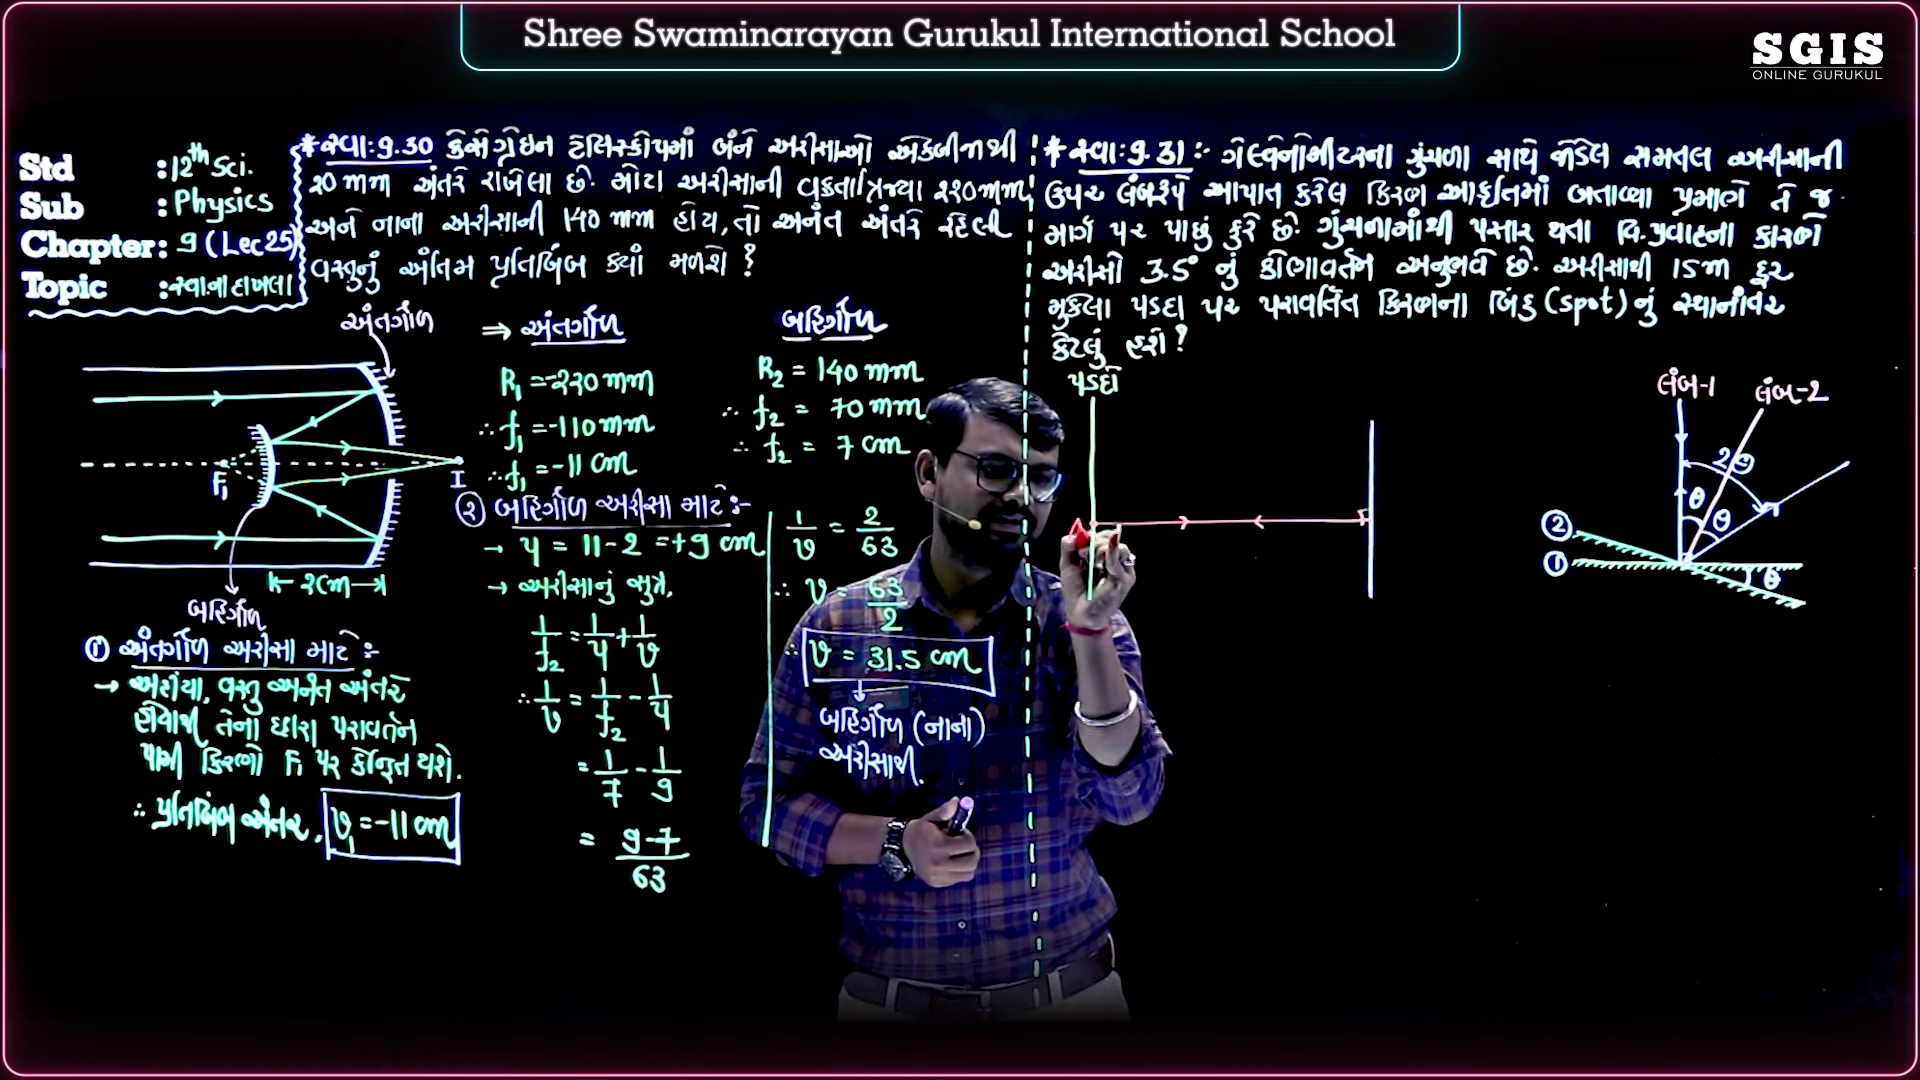 Shree Swaminarayan Gurukul International School
SGIS
ONLINE GURUKUL
Std : 12th Sci.
Sub : Physics
Chapter: 9 (Lec 25)
Topic : સ્વા.ના દાખલા
* સ્વા:9.30 કેસેગ્રેઇન ટેલિસ્કોપમાં બંને અરીસાઓ એકબીજાથી
20 mm અંતરે રાખેલા છે. મોટા અરીસાની વક્રતાત્રિજ્યા 220mm
અને નાના અરીસાની 140 mm હોય, તો અનંત અંતરે રહેલી
વસ્તુનું અંતિમ પ્રતિબિંબ ક્યાં મળશે ?
અંતર્ગોળ
F₁
I
2cm
બહિર્ગોળ
⇒ અંતર્ગોળ
R₁ = -220 mm
∴ f₁ = -110 mm
∴ f₁ = -11 cm
બહિર્ગોળ
R₂ = 140 mm
∴ f₂ = 70 mm
∴ f₂ = 7 cm
① અંતર્ગોળ અરીસા માટે :-
→ અહીંયા, વસ્તુ અનંત અંતરે
હોવાથી તેના દ્વારા પરાવર્તન
પામી કિરણો F₁ પર કેન્દ્રિત થશે.
∴ પ્રતિબિંબ અંતર, v₁ = -11 cm
② બહિર્ગોળ અરીસા માટે :-
→ u = 11 - 2 = +9 cm
→ અરીસાનું સુત્ર,
1/f₂ = 1/u + 1/v
∴ 1/v = 1/f₂ - 1/u
= 1/7 - 1/9
= 9-7/63
1/v = 2/63
∴ v = 63/2
∴ v = 31.5 cm
બહિર્ગોળ (નાના)
અરીસાથી.
* સ્વા:9.31 :- ગેલ્વેનોમીટરના ગુંચળા સાથે જોડેલ સમતલ અરીસાની
ઉપર લંબરૂપે આપાત કરેલ કિરણ આકૃતિમાં બતાવ્યા પ્રમાણે તે જ
માર્ગ પર પાછું ફરે છે. ગુંચળામાંથી પસાર થતા વિ.પ્રવાહના કારણે
અરીસો 3.5° નું કોણાવર્તન અનુભવે છે. અરીસાથી 1.5m દુર
મુકેલા પડદા પર પરાવર્તિત કિરણના બિંદુ (spot) નું સ્થાનાંતર
કેટલું હશે ?
પડદો
લંબ-1
લંબ-2
2θ
θ
θ
②
①
θ